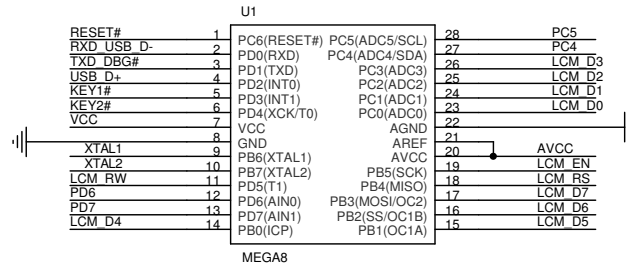 U1
RESET# 1 PC6(RESET#) PC5(ADC5/SCL) 28 PC5
RXD_USB_D- 2 PD0(RXD) PC4(ADC4/SDA) 27 PC4
TXD_DBG# 3 PD1(TXD) PC3(ADC3) 26 LCM_D3
USB_D+ 4 PD2(INT0) PC2(ADC2) 25 LCM_D2
KEY1# 5 PD3(INT1) PC1(ADC1) 24 LCM_D1
KEY2# 6 PD4(XCK/T0) PC0(ADC0) 23 LCM_D0
VCC 7 VCC AGND 22
8 GND AREF 21
XTAL1 9 PB6(XTAL1) AVCC 20 AVCC
XTAL2 10 PB7(XTAL2) PB5(SCK) 19 LCM_EN
LCM_RW 11 PD5(T1) PB4(MISO) 18 LCM_RS
PD6 12 PD6(AIN0) PB3(MOSI/OC2) 17 LCM_D7
PD7 13 PD7(AIN1) PB2(SS/OC1B) 16 LCM_D6
LCM_D4 14 PB0(ICP) PB1(OC1A) 15 LCM_D5
MEGA8